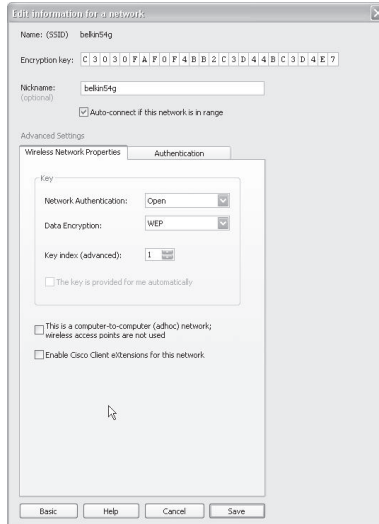 Edit information for a network
Name: (SSID) belkin54g
Encryption key: C 3 0 3 0 F A F 0 F 4 B B 2 C 3 D 4 4 B C 3 D 4 E 7
Nickname: belkin54g
(optional)
Auto-connect if this network is in range
Advanced Settings
Wireless Network Properties Authentication
Key
Network Authentication: Open
Data Encryption: WEP
Key index (advanced): 1
The key is provided for me automatically
This is a computer-to-computer (adhoc) network;
wireless access points are not used
Enable Cisco Client eXtensions for this network
Basic Help Cancel Save